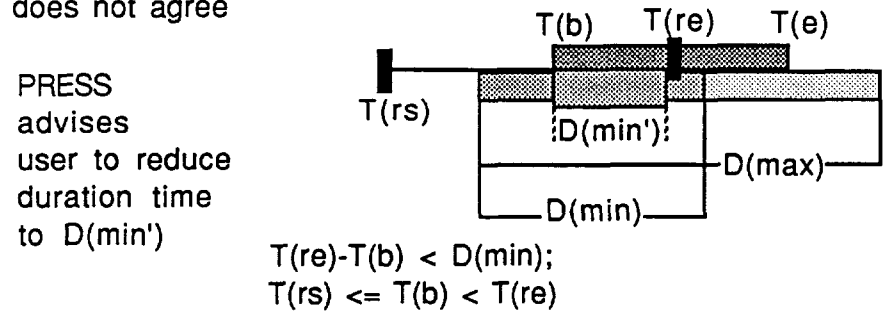 does not agree
T(b) T(re) T(e)
PRESS
advises
user to reduce
duration time
to D(min')
T(rs)
D(min')
D(max)
D(min)
T(re)-T(b) < D(min);
T(rs) <= T(b) < T(re)